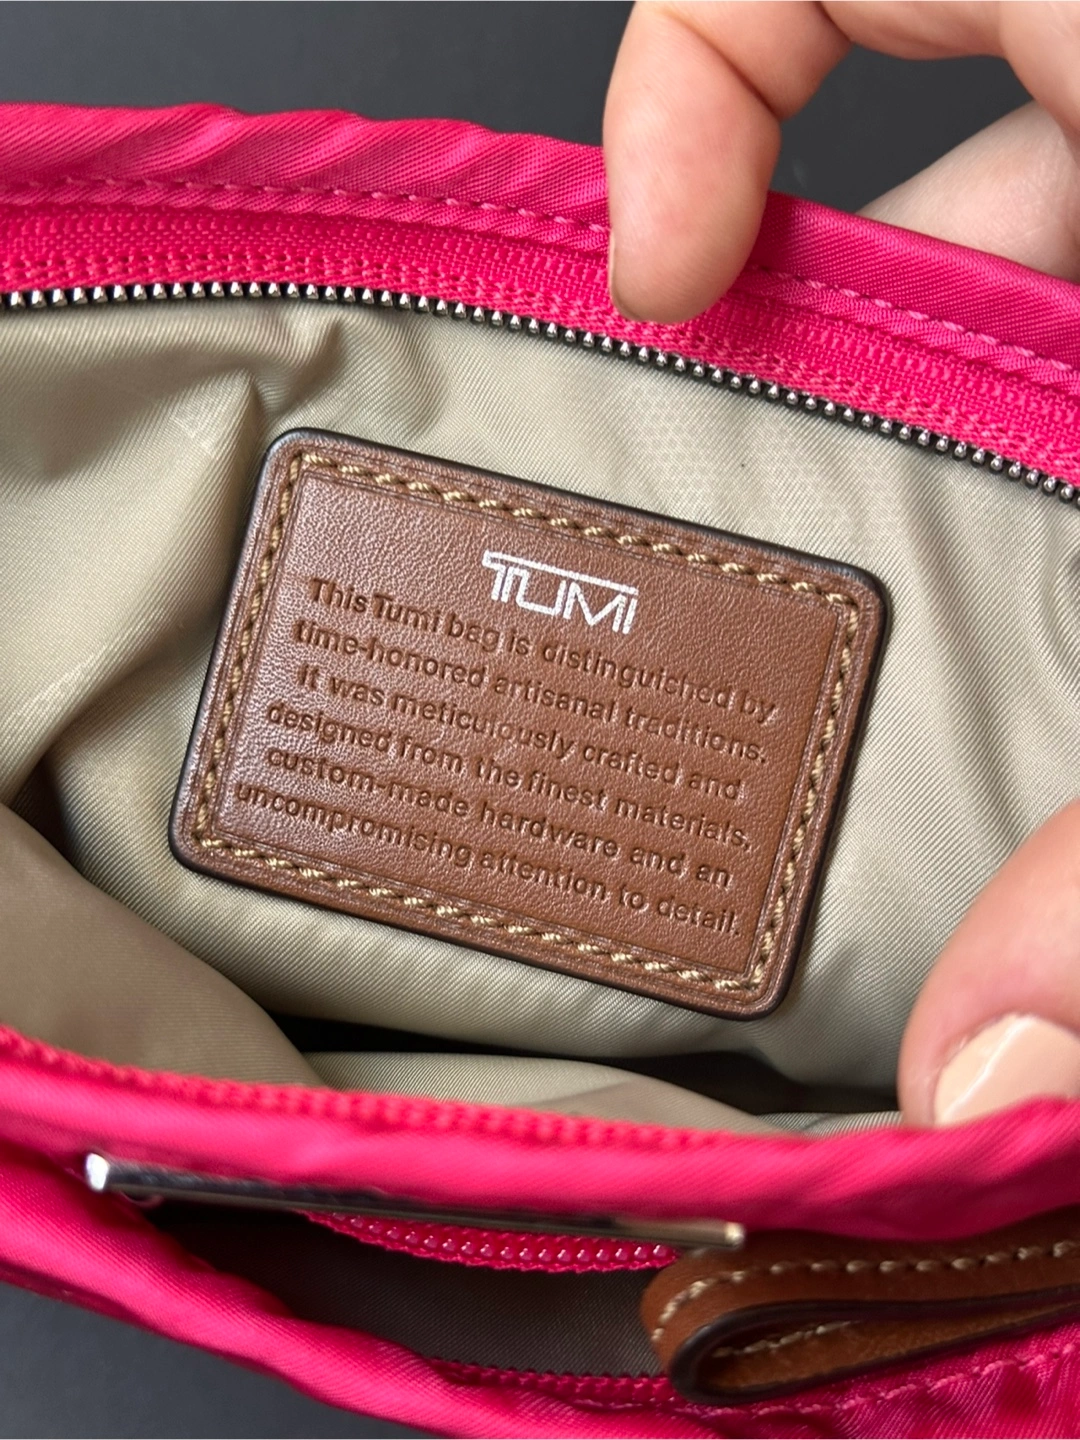 TUMI
This Tumi bag is distinguished by
time-honored artisanal traditions.
It was meticulously crafted and
designed from the finest materials,
custom-made hardware and an
uncompromising attention to detail.